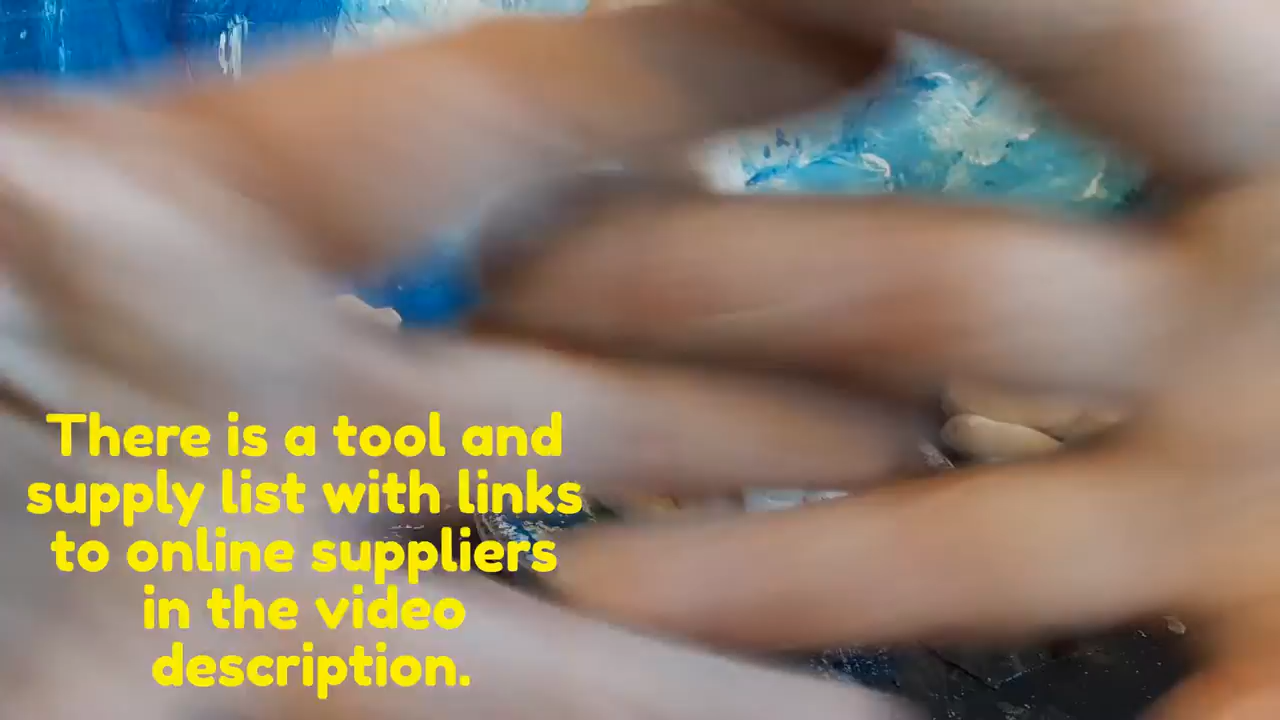 There is a tool and
supply list with links
to online suppliers
in the video
description.